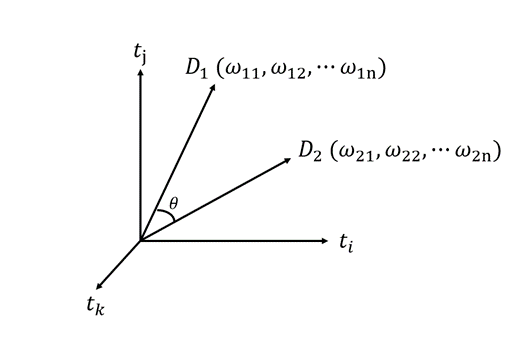 t_j
D_1 (ω_11, ω_12, ⋯ ω_1n)
D_2 (ω_21, ω_22, ⋯ ω_2n)
θ
t_i
t_k